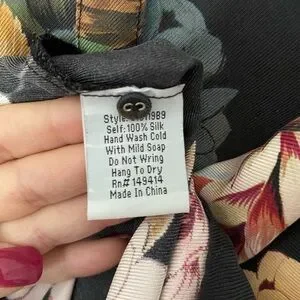 Style:
Self: 100% Silk
Hand Wash Cold
With Mild Soap
Do Not Wring
Hang To Dry
Rn# 149414
Made In China